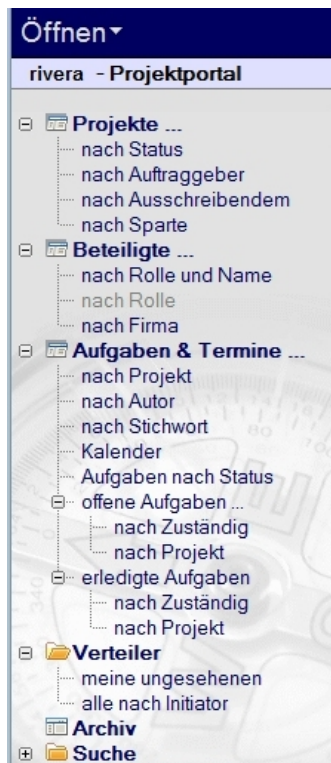 Öffnen
rivera - Projektportal
Projekte ...
nach Status
nach Auftraggeber
nach Ausschreibendem
nach Sparte
Beteiligte ...
nach Rolle und Name
nach Rolle
nach Firma
Aufgaben & Termine ...
nach Projekt
nach Autor
nach Stichwort
Kalender
Aufgaben nach Status
offene Aufgaben ...
nach Zuständig
nach Projekt
erledigte Aufgaben
nach Zuständig
nach Projekt
Verteiler
meine ungesehenen
alle nach Initiator
Archiv
Suche